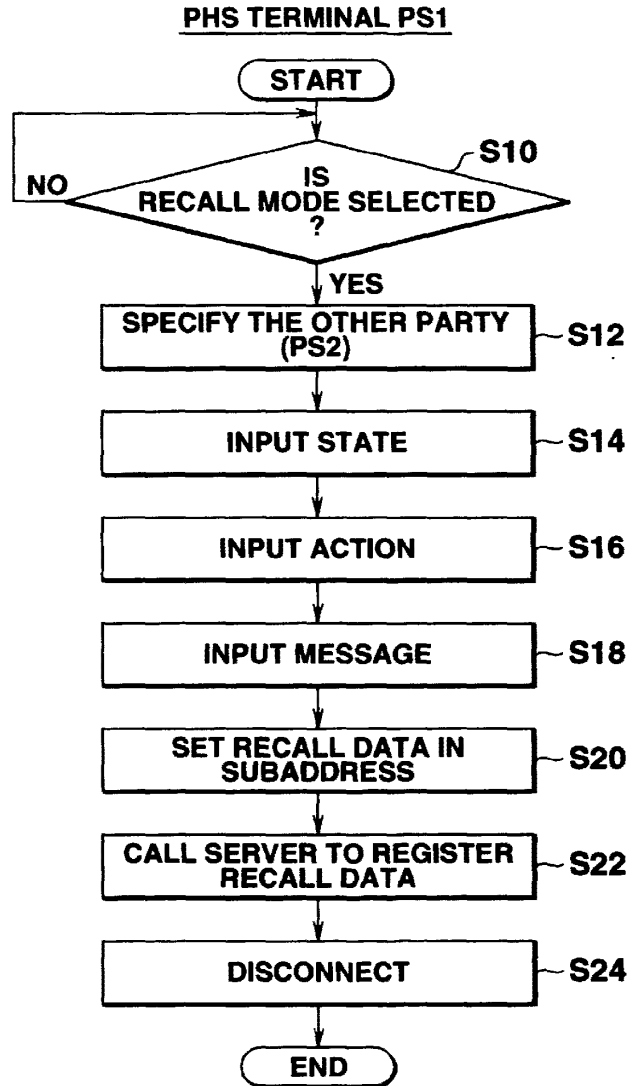 PHS TERMINAL PS1
START
S10
IS
RECALL MODE SELECTED
?
NO
YES
SPECIFY THE OTHER PARTY
(PS2)
S12
INPUT STATE
S14
INPUT ACTION
S16
INPUT MESSAGE
S18
SET RECALL DATA IN
SUBADDRESS
S20
CALL SERVER TO REGISTER
RECALL DATA
S22
DISCONNECT
S24
END